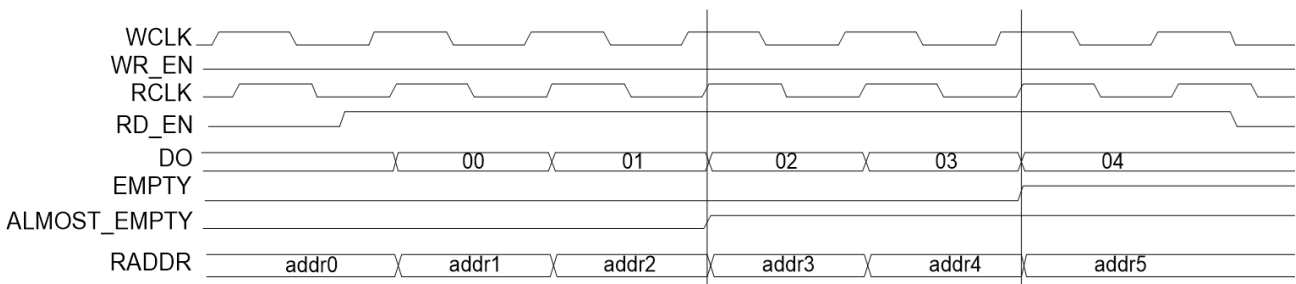 WCLK
WR_EN
RCLK
RD_EN
DO 00 01 02 03 04
EMPTY
ALMOST_EMPTY
RADDR addr0 addr1 addr2 addr3 addr4 addr5